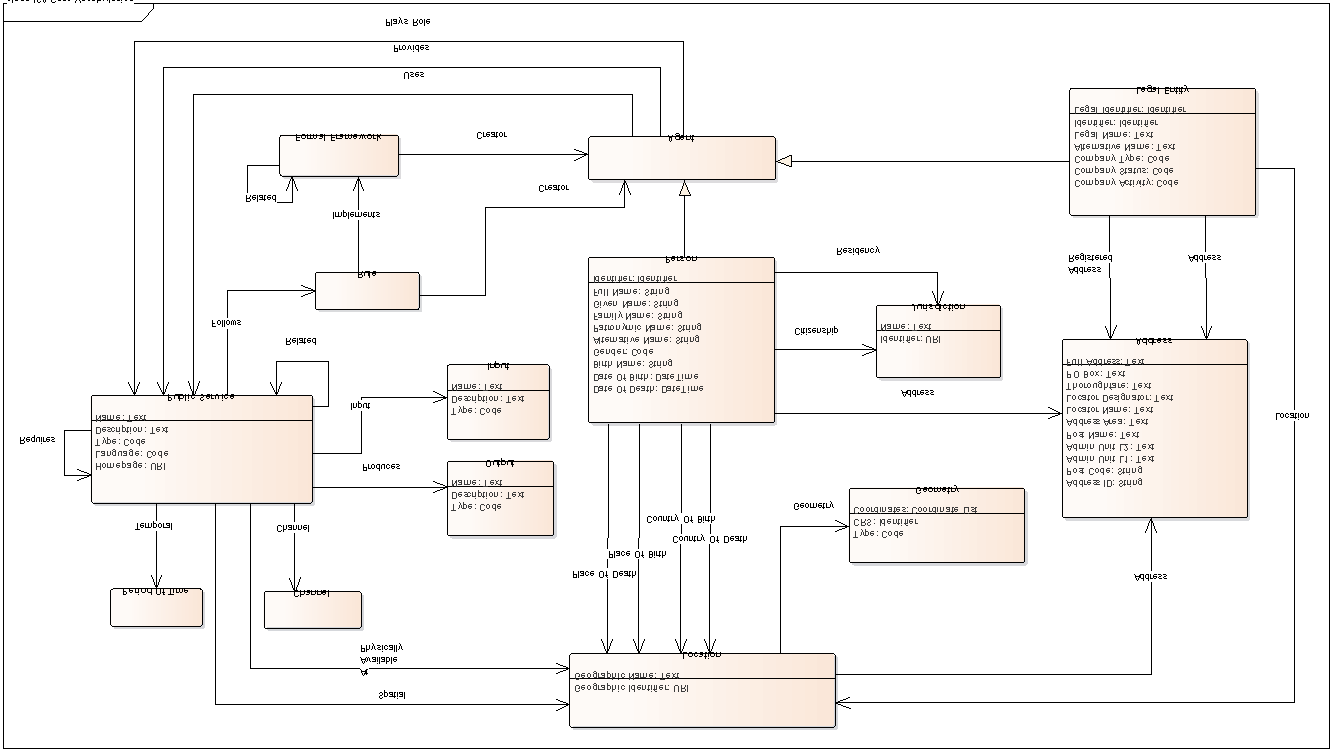 class ISA Core Vocabularies
Plays Role
Provides
Uses
Legal Entity
Legal Identifier: Identifier
Identifier: Identifier
Legal Name: Text
Alternative Name: Text
Company Type: Code
Company Status: Code
Company Activity: Code
Formal Framework
Creator
Agent
Related
Implements
Creator
Rule
Follows
Person
Identifier: Identifier
Full Name: String
Given Name: String
Family Name: String
Patronymic Name: String
Alternative Name: String
Gender: Code
Birth Name: String
Date Of Birth: DateTime
Date Of Death: DateTime
Residency
Citizenship
Address
Jurisdiction
Name: Text
Identifier: URI
Registered
Address
Address
Location
Address
Full Address: Text
PO Box: Text
Thoroughfare: Text
Locator Designator: Text
Locator Name: Text
Address Area: Text
Post Name: Text
Admin Unit L2: Text
Admin Unit L1: Text
Post Code: String
Address ID: String
Related
Public Service
Name: Text
Description: Text
Type: Code
Language: Code
Homepage: URI
Requires
Input
Input
Name: Text
Description: Text
Type: Code
Produces
Output
Name: Text
Description: Text
Type: Code
Temporal
Channel
Period Of Time
Channel
Country Of Birth
Country Of Death
Place Of Birth
Place Of Death
Geometry
Geometry
Coordinates: Coordinate_List
CRS: Identifier
Type: Code
Address
Physically
Available
At
Spatial
Location
Geographic Name: Text
Geographic Identifier: URI